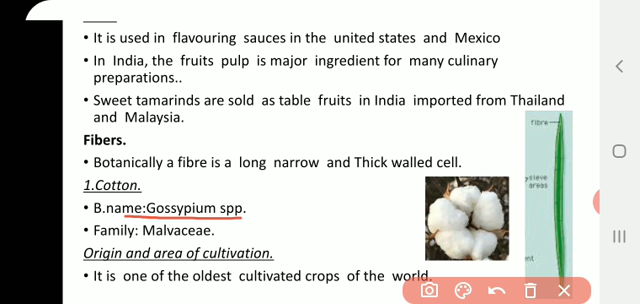 • It is used in flavouring sauces in the united states and Mexico
• In India, the fruits pulp is major ingredient for many culinary
preparations..
• Sweet tamarinds are sold as table fruits in India imported from Thailand
and Malaysia.
Fibers.
• Botanically a fibre is a long narrow and Thick walled cell.
1.Cotton.
• B.name:Gossypium spp.
• Family: Malvaceae.
Origin and area of cultivation.
• It is one of the oldest cultivated crops of the world.
fibre
sieve
areas